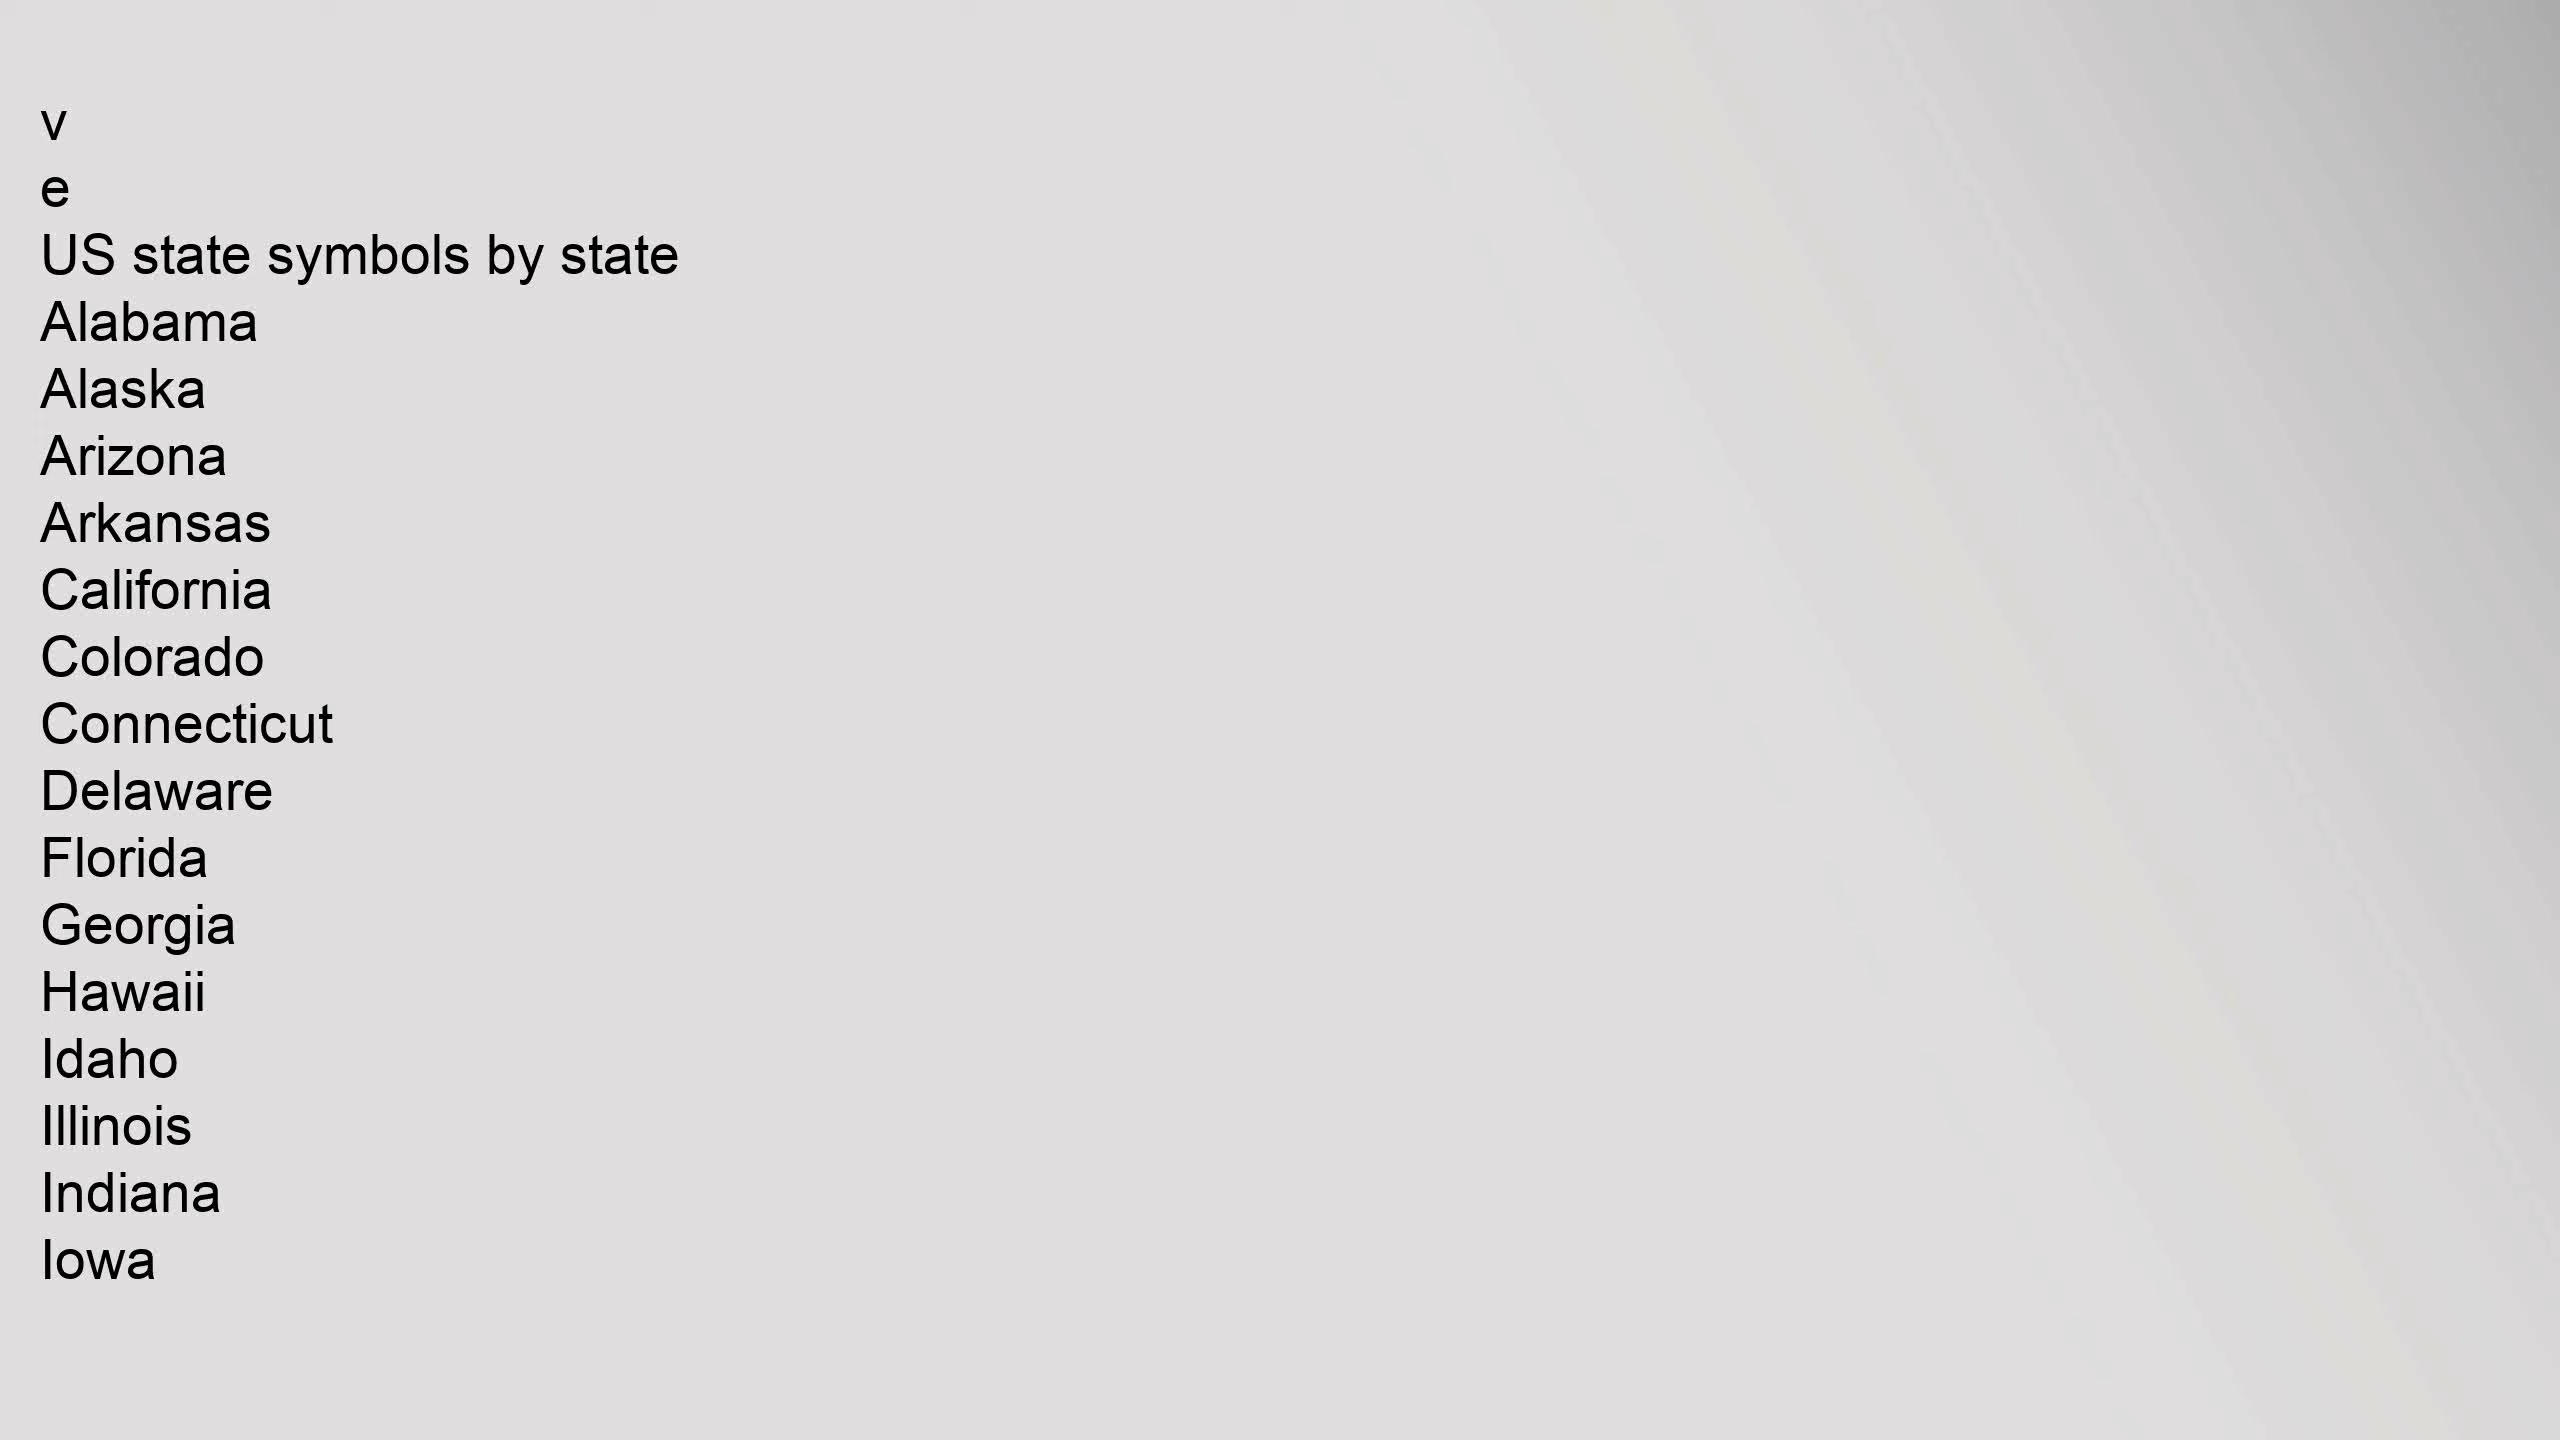 v
e
US state symbols by state
Alabama
Alaska
Arizona
Arkansas
California
Colorado
Connecticut
Delaware
Florida
Georgia
Hawaii
Idaho
Illinois
Indiana
Iowa